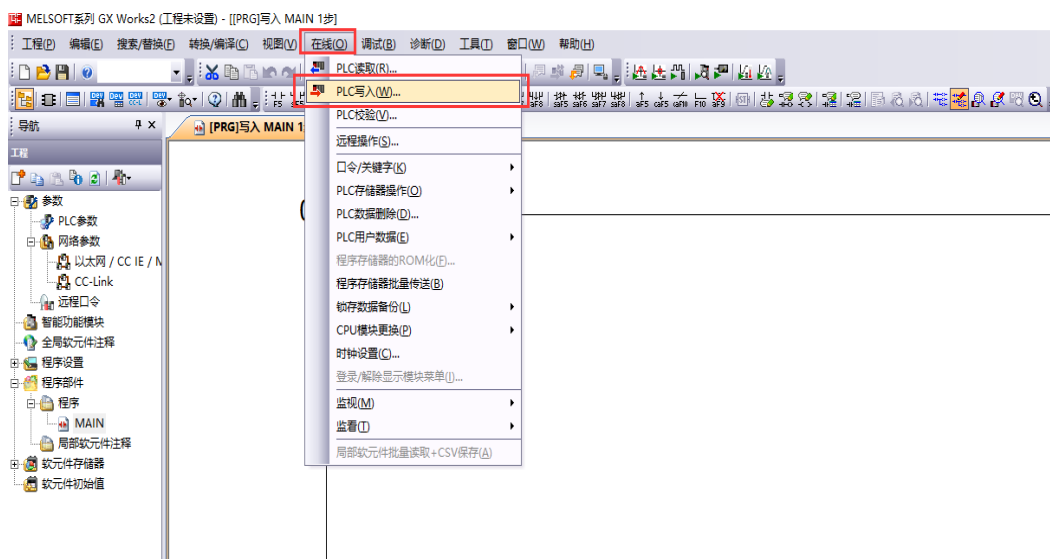 MELSOFT系列 GX Works2 (工程未设置) - [[PRG]写入 MAIN 1步]
工程(P) 编辑(E) 搜索/替换(F) 转换/编译(C) 视图(V) 在线(O) 调试(B) 诊断(D) 工具(T) 窗口(W) 帮助(H)
导航
[PRG]写入 MAIN 1
工程
参数
PLC参数
网络参数
以太网 / CC IE / M
CC-Link
远程口令
智能功能模块
全局软元件注释
程序设置
程序部件
程序
MAIN
局部软元件注释
软元件存储器
软元件初始值
PLC读取(R)...
PLC写入(W)...
PLC校验(V)...
远程操作(S)...
口令/关键字(K)
PLC存储器操作(O)
PLC数据删除(D)...
PLC用户数据(E)
程序存储器的ROM化(F)...
程序存储器批量传送(B)
锁存数据备份(L)
CPU模块更换(P)
时钟设置(C)...
登录/解除显示模块菜单(I)...
监视(M)
监看(T)
局部软元件批量读取+CSV保存(A)